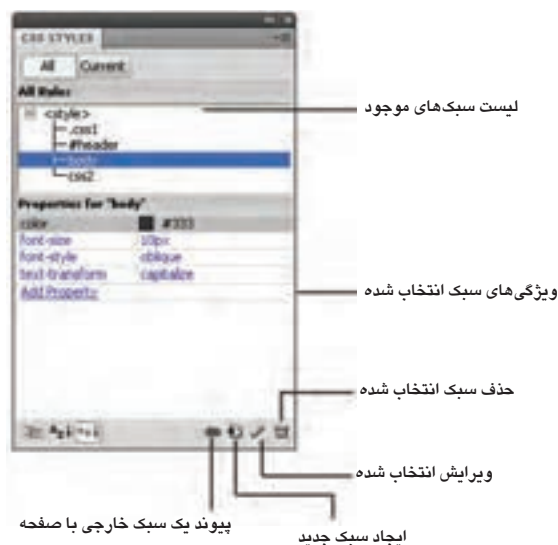 CSS STYLES
All Current
All Rules
<style>
.css1
#header
body
css2
Properties for "body"
color #333
font-size 10px
font-style oblique
text-transform capitalize
Add Property
لیست سبک‌های موجود
ویژگی‌های سبک انتخاب شده
حذف سبک انتخاب شده
ویرایش انتخاب شده
ایجاد سبک جدید
پیوند یک سبک خارجی با صفحه